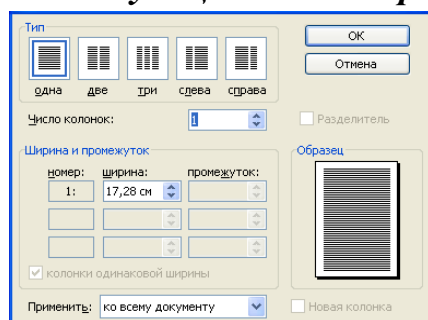 Тип
ОК
Отмена
одна две три слева справа
Число колонок: 1
Разделитель
Ширина и промежуток
Образец
номер: ширина: промежуток:
1: 17,28 см
колонки одинаковой ширины
Применить: ко всему документу
Новая колонка